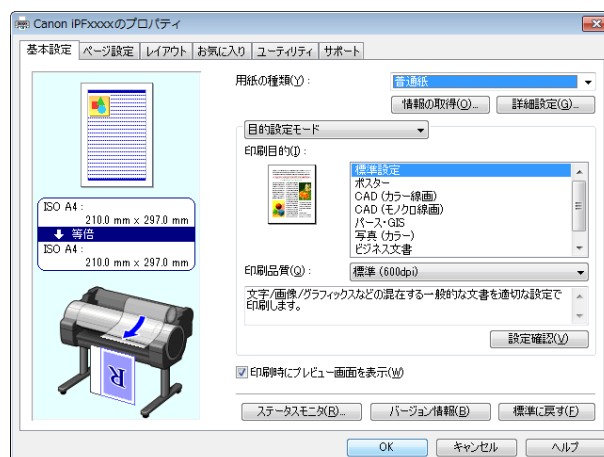 Canon iPFxxxxのプロパティ
基本設定 ページ設定 レイアウト お気に入り ユーティリティ サポート
用紙の種類(Y):
普通紙
情報の取得(O)... 詳細設定(G)...
目的設定モード
印刷目的(I):
標準設定
ポスター
CAD (カラー線画)
CAD (モノクロ線画)
パース・GIS
写真 (カラー)
ビジネス文書
ISO A4 :
210.0 mm x 297.0 mm
等倍
ISO A4 :
210.0 mm x 297.0 mm
印刷品質(Q):
標準 (600dpi)
文字/画像/グラフィックスなどの混在する一般的な文書を適切な設定で
印刷します。
設定確認(V)
R
印刷時にプレビュー画面を表示(W)
ステータスモニタ(R)... バージョン情報(B) 標準に戻す(F)
OK キャンセル ヘルプ